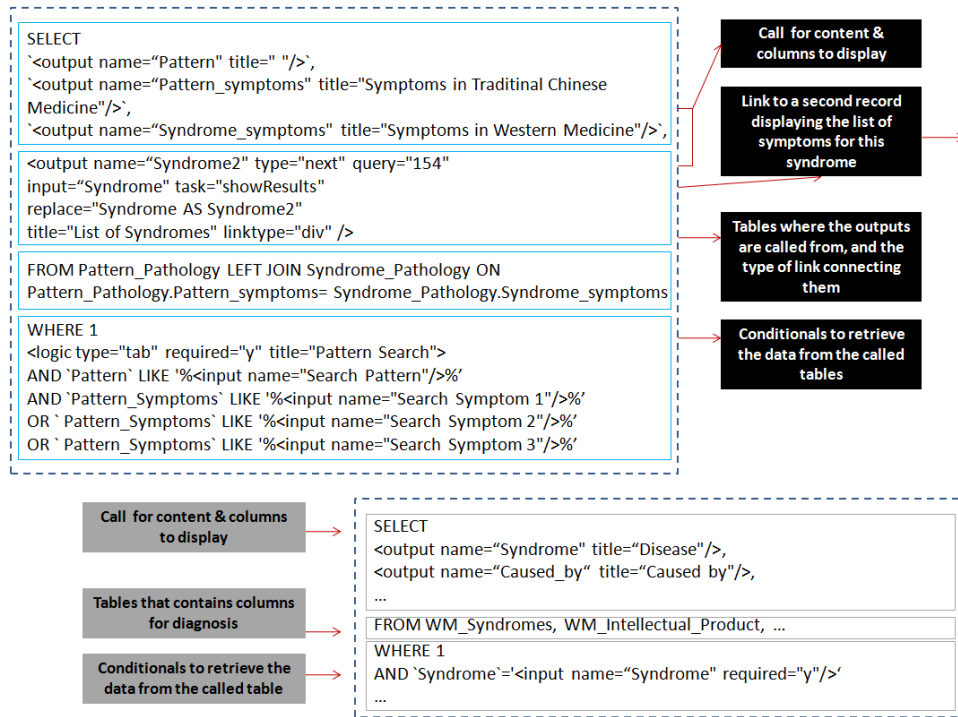 SELECT
`<output name=“Pattern" title=" "/>`,
`<output name=“Pattern_symptoms" title="Symptoms in Traditinal Chinese
Medicine"/>`,
`<output name=“Syndrome_symptoms" title="Symptoms in Western Medicine"/>`,
<output name=“Syndrome2" type="next" query="154"
input=“Syndrome" task="showResults"
replace="Syndrome AS Syndrome2"
title="List of Syndromes" linktype="div" />
FROM Pattern_Pathology LEFT JOIN Syndrome_Pathology ON
Pattern_Pathology.Pattern_symptoms= Syndrome_Pathology.Syndrome_symptoms
WHERE 1
<logic type="tab" required="y" title="Pattern Search">
AND `Pattern` LIKE '%<input name="Search Pattern"/>%’
AND `Pattern_Symptoms` LIKE '%<input name="Search Symptom 1"/>%’
OR ` Pattern_Symptoms` LIKE '%<input name="Search Symptom 2"/>%’
OR ` Pattern_Symptoms` LIKE '%<input name="Search Symptom 3"/>%’
Call for content &
columns to display
Link to a second record
displaying the list of
symptoms for this
syndrome
Tables where the outputs
are called from, and the
type of link connecting
them
Conditionals to retrieve
the data from the called
tables
Call for content & columns
to display
Tables that contains columns
for diagnosis
Conditionals to retrieve the
data from the called table
SELECT
<output name=“Syndrome" title=“Disease"/>,
<output name=“Caused_by“ title=“Caused by"/>,
...
FROM WM_Syndromes, WM_Intellectual_Product, ...
WHERE 1
AND `Syndrome`='<input name=“Syndrome" required="y"/>‘
...